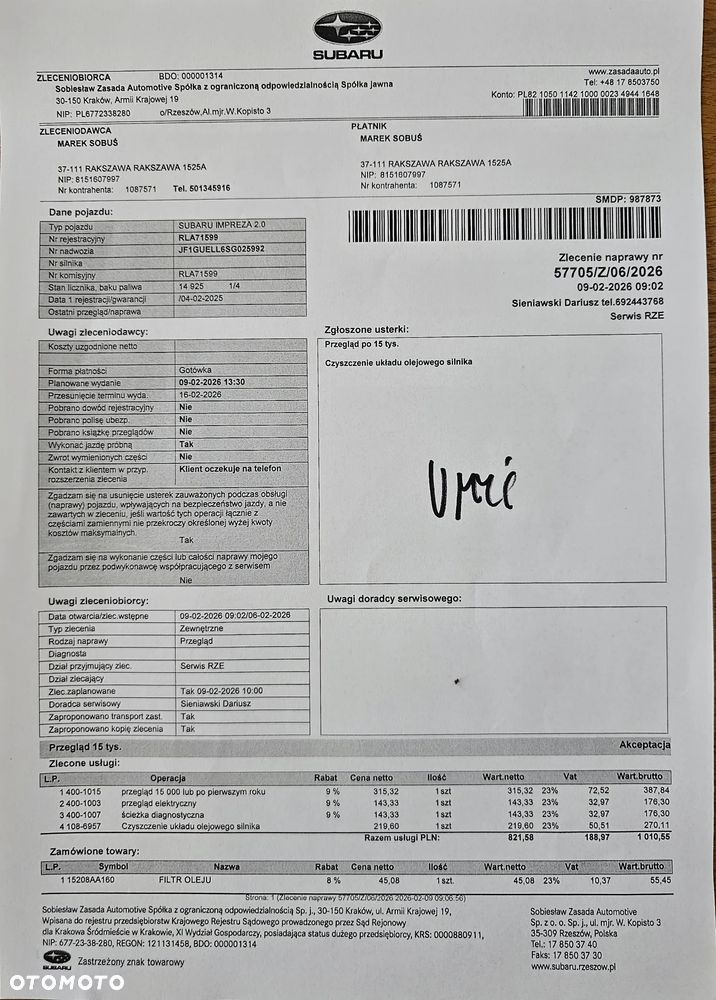 SUBARU
ZLECENIOBIORCA BDO: 000001314
Sobiesław Zasada Automotive Spółka z ograniczoną odpowiedzialnością Spółka jawna
30-150 Kraków, Armii Krajowej 19
NIP: PL6772338280 o/Rzeszów,Al.mjr.W.Kopisto 3
www.zasadaauto.pl
Tel: +48 17 8503750
Konto: PL82 1050 1142 1000 0023 4944 1648
ZLECENIODAWCA
MAREK SOBUŚ
37-111 RAKSZAWA RAKSZAWA 1525A
NIP: 8151607997
Nr kontrahenta: 1087571 Tel. 501345916
PŁATNIK
MAREK SOBUŚ
37-111 RAKSZAWA RAKSZAWA 1525A
NIP: 8151607997
Nr kontrahenta: 1087571
SMDP: 987873
Dane pojazdu:
Typ pojazdu SUBARU IMPREZA 2.0
Nr rejestracyjny RLA71599
Nr nadwozia JF1GUELL6SG025992
Nr silnika
Nr komisyjny RLA71599
Stan licznika, baku paliwa 14 925 1/4
Data 1 rejestracji/gwarancji /04-02-2025
Ostatni przegląd/naprawa
Zlecenie naprawy nr
57705/Z/06/2026
09-02-2026 09:02
Sieniawski Dariusz tel.692443768
Serwis RZE
Uwagi zleceniodawcy:
Koszty uzgodnione netto
Forma płatności Gotówka
Planowane wydanie 09-02-2026 13:30
Przesunięcie terminu wyda. 16-02-2026
Pobrano dowód rejestracyjny Nie
Pobrano polisę ubezp. Nie
Pobrano książkę przeglądów Nie
Wykonać jazdę próbną Tak
Zwrot wymienionych części Nie
Kontakt z klientem w przyp. rozszerzenia zlecenia Klient oczekuje na telefon
Zgadzam się na usunięcie usterek zauważonych podczas obsługi
(naprawy) pojazdu, wpływających na bezpieczeństwo jazdy, a nie
zawartych w zleceniu, jeśli wartość tych operacji łącznie z
częściami zamiennymi nie przekroczy określonej wyżej kwoty
kosztów maksymalnych.
Tak
Zgadzam się na wykonanie części lub całości naprawy mojego
pojazdu przez podwykonawcę współpracującego z serwisem
Nie
Zgłoszone usterki:
Przegląd po 15 tys.
Czyszczenie układu olejowego silnika
Uwagi zleceniobiorcy:
Data otwarcia/zlec.wstępne 09-02-2026 09:02/06-02-2026
Typ zlecenia Zewnętrzne
Rodzaj naprawy Przegląd
Diagnosta
Dział przyjmujący zlec. Serwis RZE
Dział zlecający
Zlec.zaplanowane Tak 09-02-2026 10:00
Doradca serwisowy Sieniawski Dariusz
Zaproponowano transport zast. Tak
Zaproponowano kopię zlecenia Tak
Uwagi doradcy serwisowego:
Przegląd 15 tys. Akceptacja
Zlecone usługi:
L.P. Operacja Rabat Cena netto Ilość Wart.netto Vat Wart.brutto
1 400-1015 przegląd 15 000 lub po pierwszym roku 9 % 315,32 1 szt 315,32 23% 72,52 387,84
2 400-1003 przegląd elektryczny 9 % 143,33 1 szt 143,33 23% 32,97 176,30
3 400-1007 ścieżka diagnostyczna 9 % 143,33 1 szt 143,33 23% 32,97 176,30
4 108-6957 Czyszczenie układu olejowego silnika 219,60 1 szt 219,60 23% 50,51 270,11
Razem usługi PLN: 821,58 188,97 1 010,55
Zamówione towary:
L.P. Symbol Nazwa Rabat Cena netto Ilość Wart.netto Vat Wart.brutto
1 15208AA160 FILTR OLEJU 8 % 45,08 1 szt. 45,08 23% 10,37 55,45
Strona: 1 (Zlecenie naprawy 57705/Z/06/2026 2026-02-09 09:06:56)
Sobiesław Zasada Automotive Spółka z ograniczoną odpowiedzialnością Sp. j., 30-150 Kraków, ul. Armii Krajowej 19,
Wpisana do rejestru przedsiębiorstw Krajowego Rejestru Sądowego prowadzonego przez Sąd Rejonowy
dla Krakowa Śródmieście w Krakowie, XI Wydział Gospodarczy, posiadająca status dużego przedsiębiorcy, KRS: 0000880911,
NIP: 677-23-38-280, REGON: 121131458, BDO: 000001314
SUBARU Zastrzeżony znak towarowy
Sobiesław Zasada Automotive
Sp. z o. o. Sp. j., ul. mjr. W. Kopisto 3
35-309 Rzeszów, Polska
Tel.: 17 850 37 40
Faks: 17 850 37 30
www.subaru.rzeszow.pl
OTOMOTO